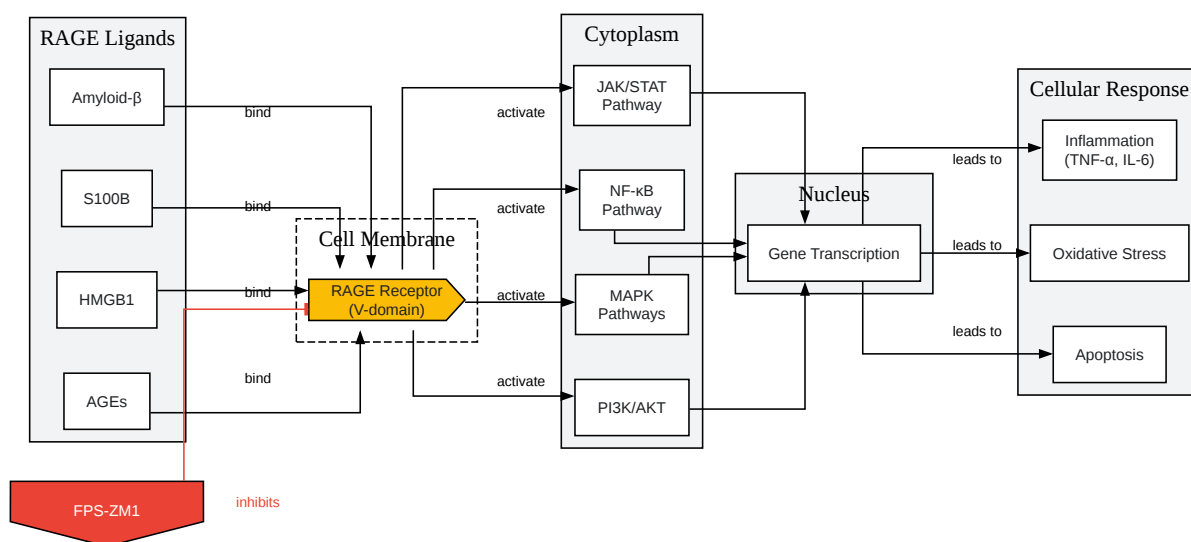 RAGE Ligands
Amyloid-β
S100B
HMGB1
AGEs
FPS-ZM1
inhibits
bind
bind
bind
bind
Cell Membrane
RAGE Receptor
(V-domain)
activate
activate
activate
activate
Cytoplasm
JAK/STAT
Pathway
NF-κB
Pathway
MAPK
Pathways
PI3K/AKT
Nucleus
Gene Transcription
leads to
leads to
leads to
Cellular Response
Inflammation
(TNF-α, IL-6)
Oxidative Stress
Apoptosis